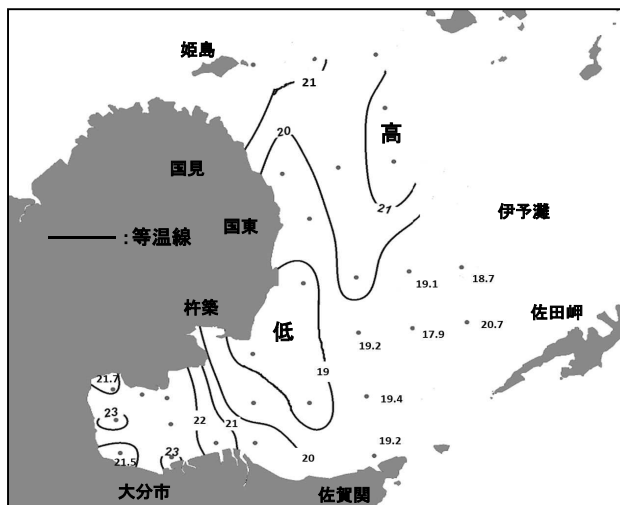 姫島
21
20
高
国見
21
伊予灘
国東
:等温線
19.1
18.7
杵築
佐田岬
低
20.7
19.2
17.9
19
21.7
19.4
23
22
21
23
20
19.2
21.5
大分市
佐賀関